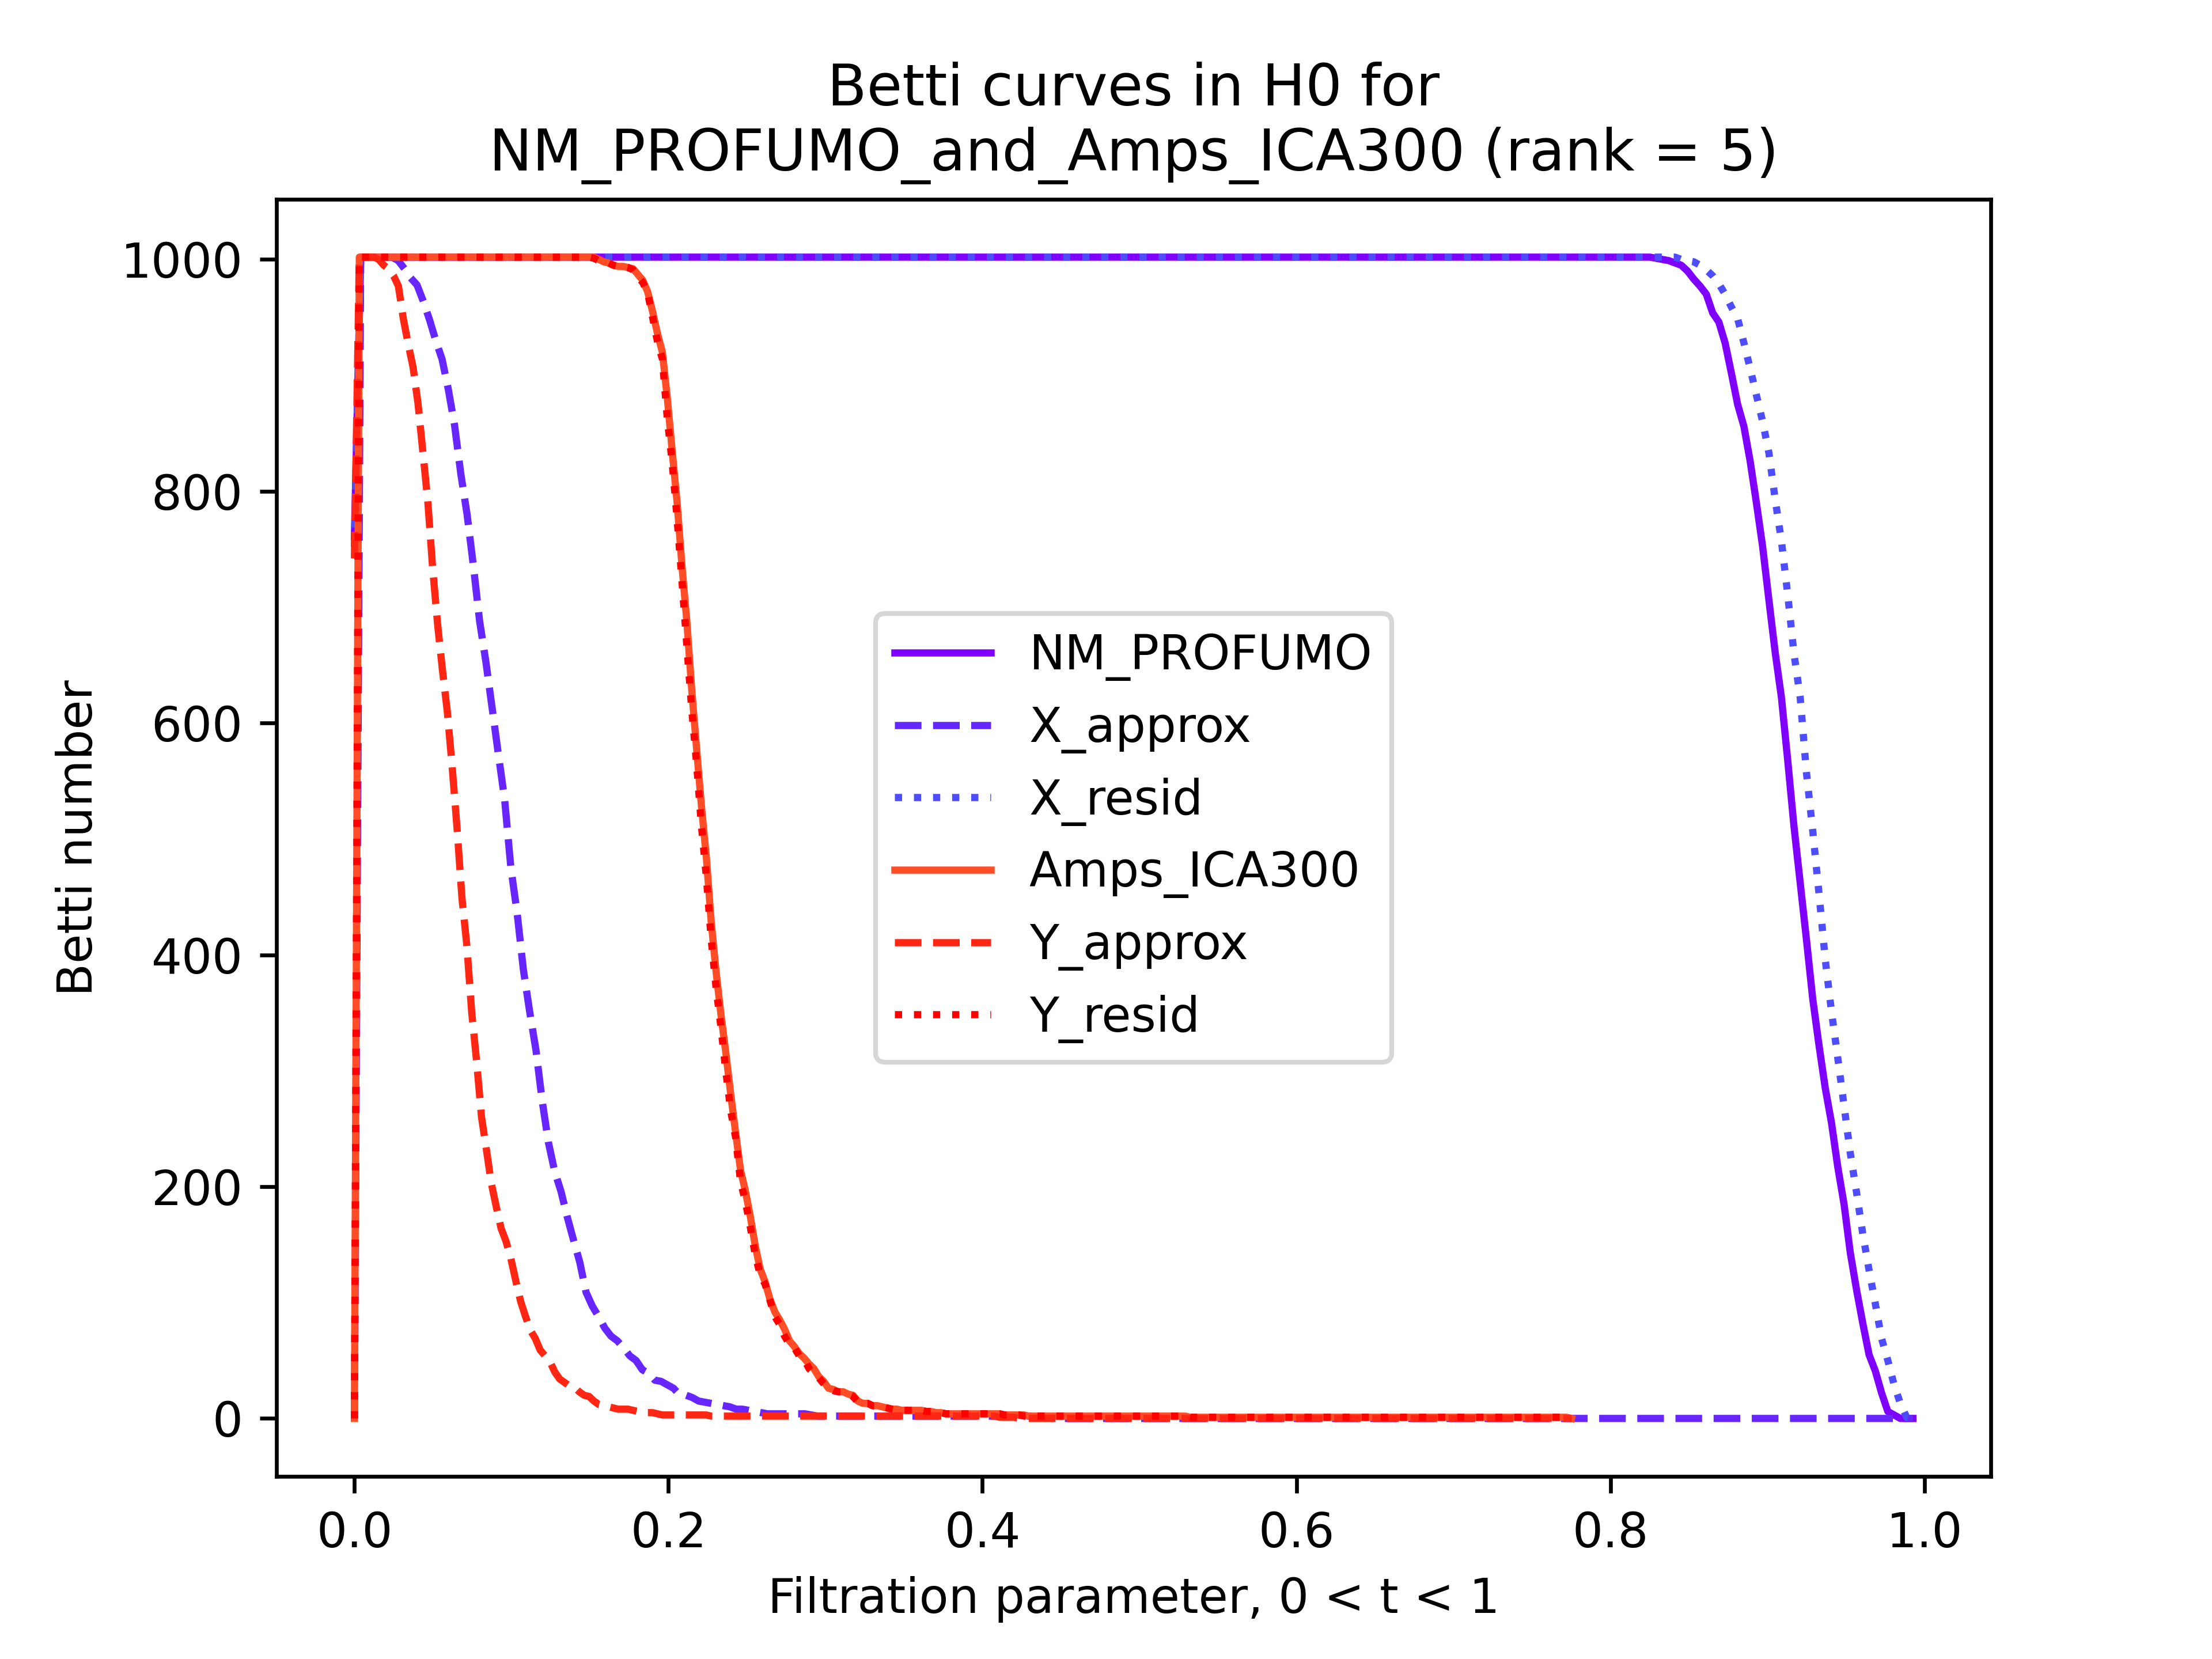 Betti curves in H0 for
NM_PROFUMO_and_Amps_ICA300 (rank = 5)
Betti number
1000
800
600
400
200
0
NM_PROFUMO
X_approx
X_resid
Amps_ICA300
Y_approx
Y_resid
0.0 0.2 0.4 0.6 0.8 1.0
Filtration parameter, 0 < t < 1